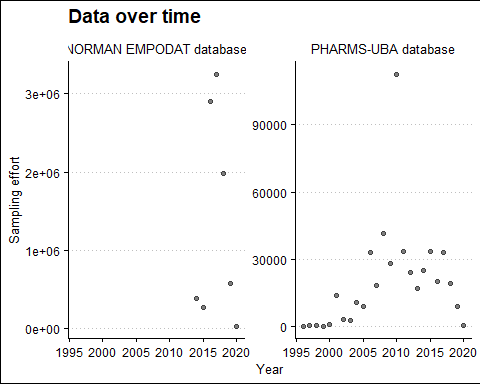 Data over time
NORMAN EMPODAT database
PHARMS-UBA database
Sampling effort
3e+06
2e+06
1e+06
0e+00
90000
60000
30000
0
1995 2000 2005 2010 2015 2020
1995 2000 2005 2010 2015 2020
Year